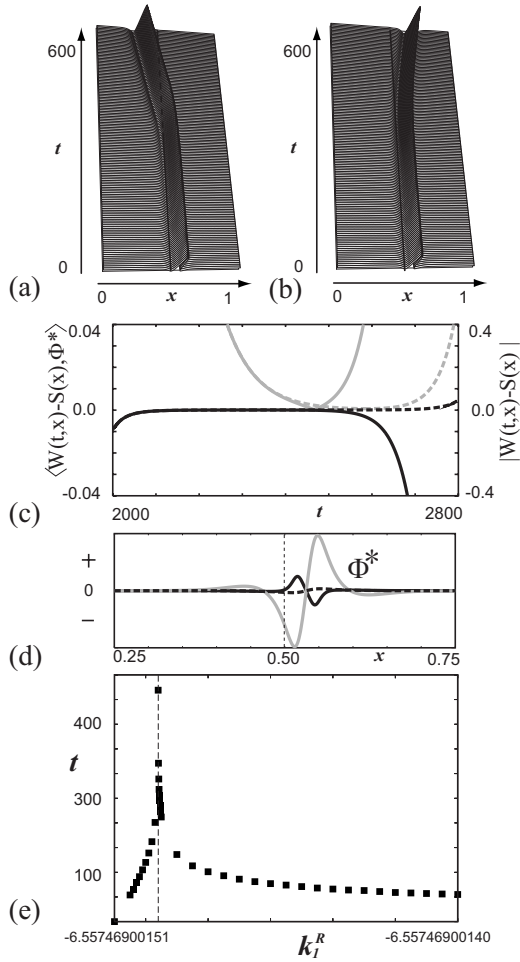 600
t
0
(a)
0
x
1
600
t
0
(b)
0
x
1
⟨W(t,x)-S(x),Φ*⟩
0.04
0.0
-0.04
0.4
0.0
-0.4
|W(t,x)-S(x) |
(c)
2000
t
2800
+
0
−
Φ*
(d)
0.25
0.50
x
0.75
t
400
300
100
(e)
-6.55746900151
k_I^R
-6.55746900140